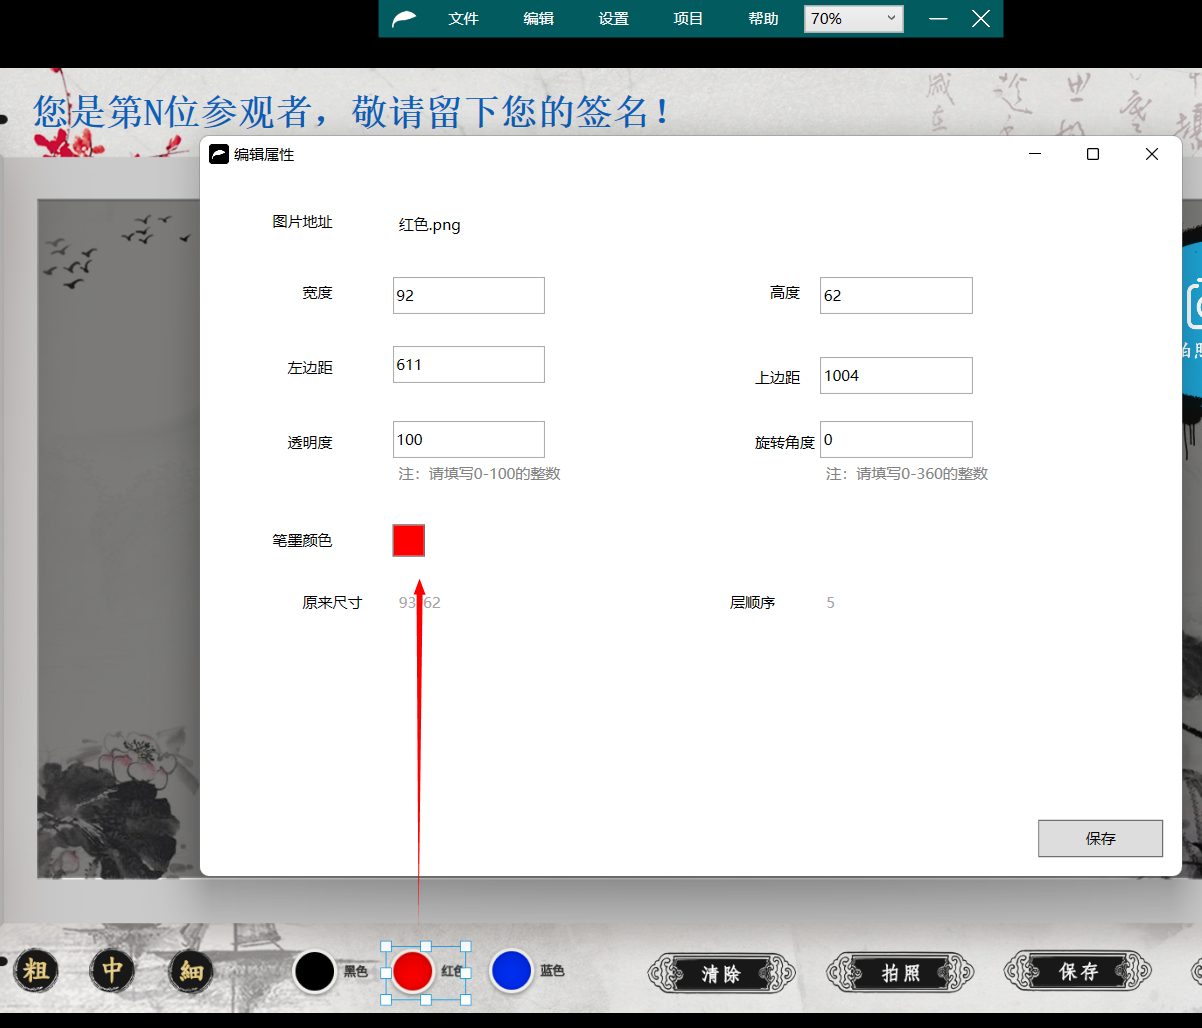 文件 编辑 设置 项目 帮助 70%
您是第N位参观者，敬请留下您的签名！
编辑属性
图片地址 红色.png
宽度 92 高度 62
左边距 611 上边距 1004
透明度 100 旋转角度 0
注：请填写0-100的整数 注：请填写0-360的整数
笔墨颜色
原来尺寸 93 62 层顺序 5
保存
粗 中 細 黑色 红色 蓝色 清除 拍照 保存